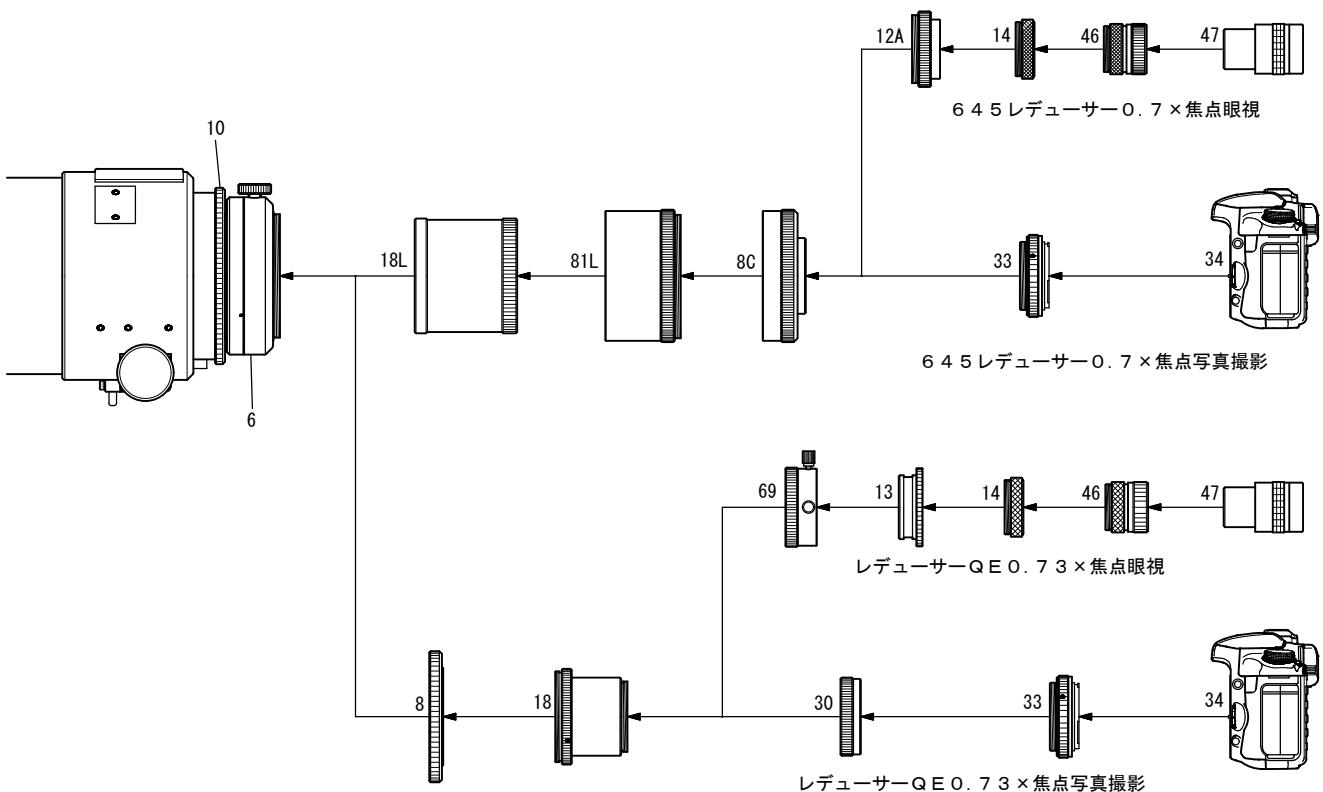 12A 14 46 47
645レデューサー0.7×焦点眼視
10
18L 81L 8C 33 34
645レデューサー0.7×焦点写真撮影
6
69 13 14 46 47
レデューサーQE0.73×焦点眼視
8 18 30 33 34
レデューサーQE0.73×焦点写真撮影